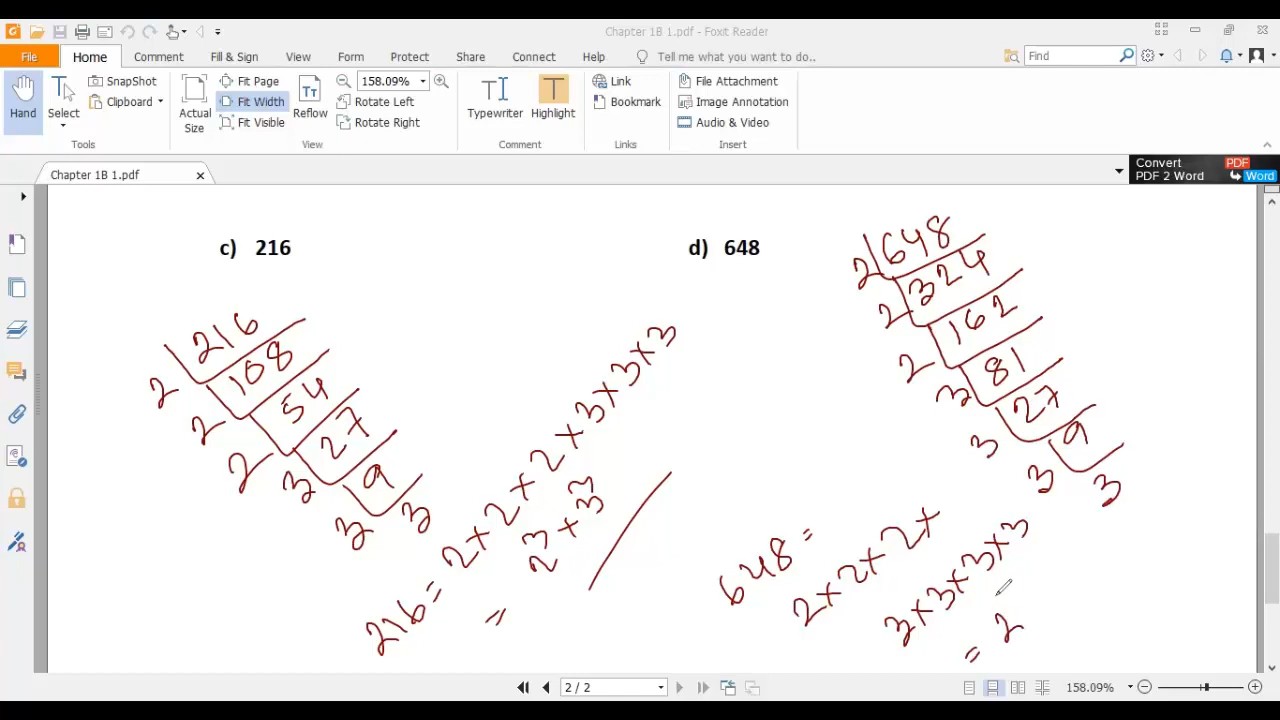 Chapter 1B 1.pdf - Foxit Reader
File Home Comment Fill & Sign View Form Protect Share Connect Help Tell me what you want to do.. Find
Hand
Select
SnapShot
Clipboard
Actual Size
Fit Page
Fit Width
Fit Visible
Reflow
158.09%
Rotate Left
Rotate Right
Typewriter
Highlight
Link
Bookmark
File Attachment
Image Annotation
Audio & Video
Tools View Comment Links Insert
Chapter 1B 1.pdf
Convert PDF
PDF 2 Word Word
c) 216
2 216
2 108
2 54
3 27
3 9
3
216 = 2 × 2 × 2 × 3 × 3 × 3
= 2³ × 3³
d) 648
2 648
2 324
2 162
3 81
3 27
3 9
3
648 =
2 × 2 × 2 ×
3 × 3 × 3 × 3
= 2
2 / 2
158.09%